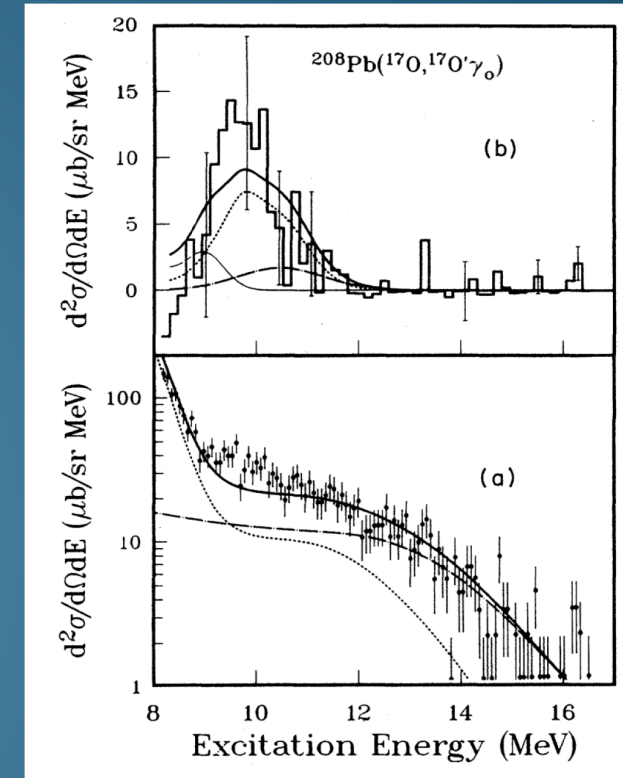 20
²⁰⁸Pb(¹⁷O,¹⁷O'γₒ)
15
(b)
10
5
0
d²σ/dΩdE (μb/sr MeV)
100
(a)
10
1
d²σ/dΩdE (μb/sr MeV)
8 10 12 14 16
Excitation Energy (MeV)